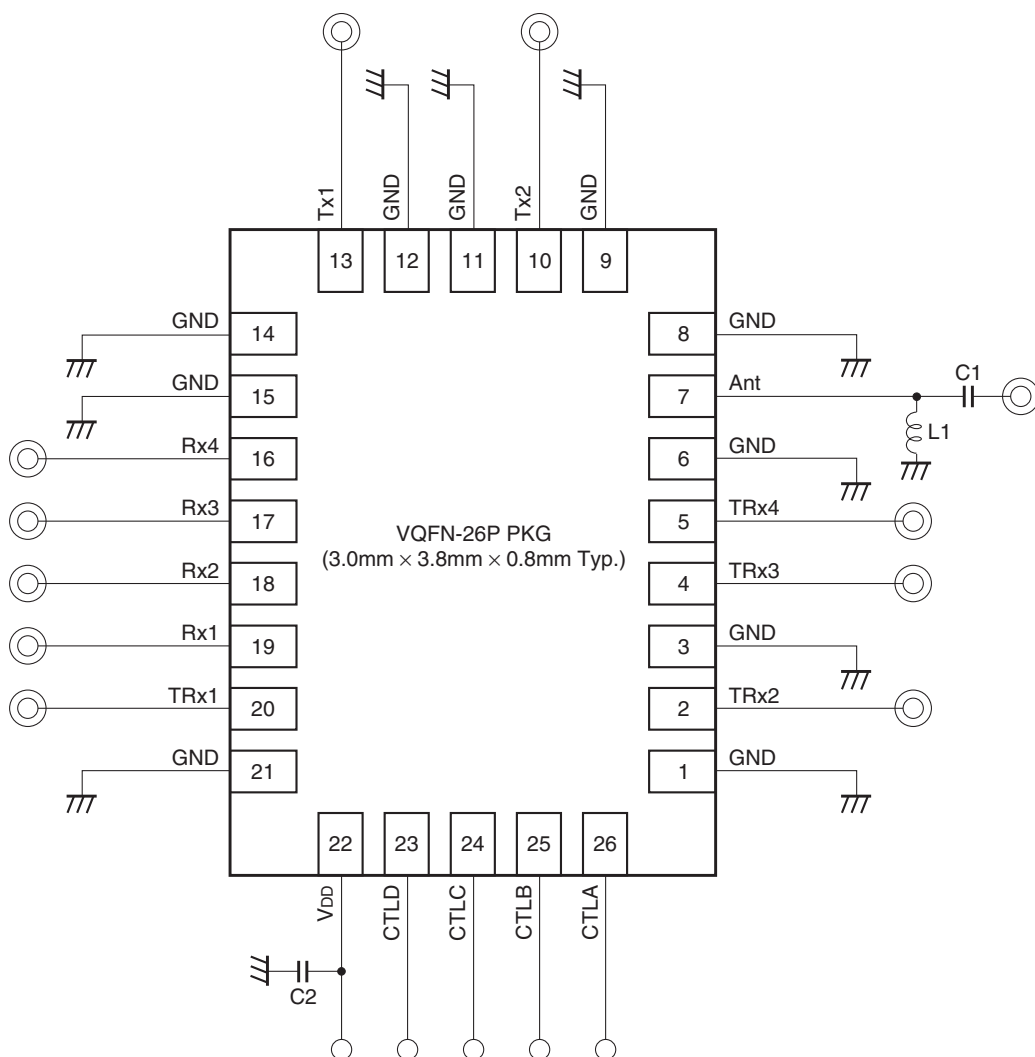 Tx1
GND
GND
Tx2
GND
13
12
11
10
9
GND
14
8
GND
GND
15
7
Ant
C1
L1
Rx4
16
6
GND
Rx3
17
5
TRx4
VQFN-26P PKG
(3.0mm × 3.8mm × 0.8mm Typ.)
Rx2
18
4
TRx3
Rx1
19
3
GND
TRx1
20
2
TRx2
GND
21
1
GND
22
23
24
25
26
VDD
CTLD
CTLC
CTLB
CTLA
C2